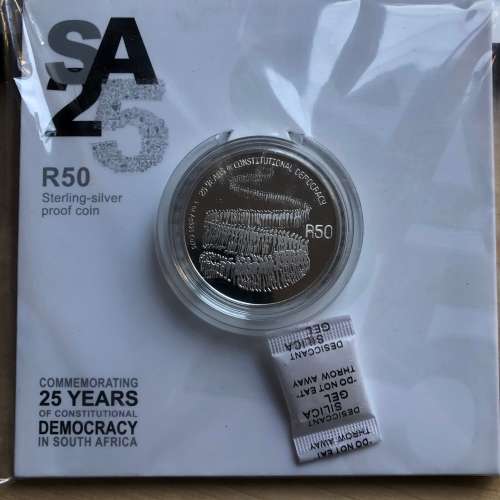 SA
25
R50
Sterling-silver
proof coin
25 YEARS OF CONSTITUTIONAL DEMOCRACY
R50
COMMEMORATING
25 YEARS
OF CONSTITUTIONAL
DEMOCRACY
IN SOUTH AFRICA
DESICCANT
SILICA
GEL
THROW AWAY
"DO NOT EAT"
DESICCANT
SILICA
GEL
THROW AWAY
"DO NOT EAT"